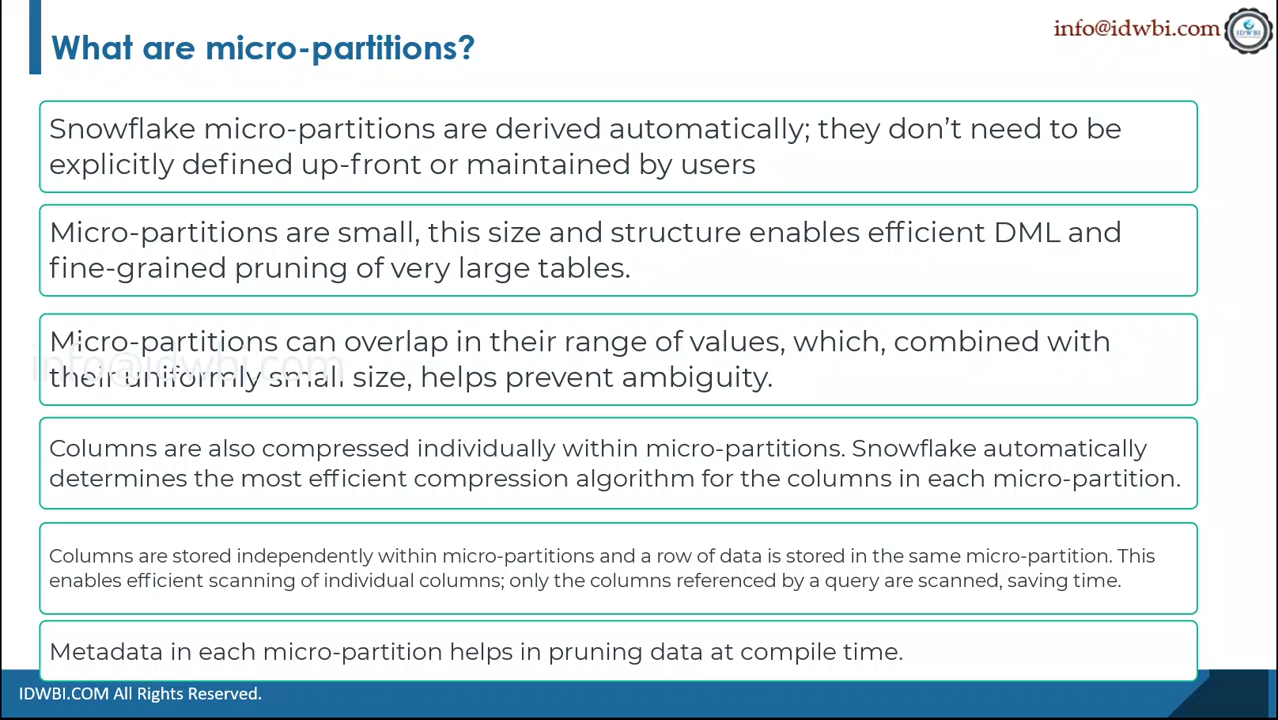 What are micro-partitions?
info@idwbi.com
IDWBI
Snowflake micro-partitions are derived automatically; they don’t need to be
explicitly defined up-front or maintained by users
Micro-partitions are small, this size and structure enables efficient DML and
fine-grained pruning of very large tables.
Micro-partitions can overlap in their range of values, which, combined with
their uniformly small size, helps prevent ambiguity.
info@idwbi.com
Columns are also compressed individually within micro-partitions. Snowflake automatically
determines the most efficient compression algorithm for the columns in each micro-partition.
Columns are stored independently within micro-partitions and a row of data is stored in the same micro-partition. This
enables efficient scanning of individual columns; only the columns referenced by a query are scanned, saving time.
Metadata in each micro-partition helps in pruning data at compile time.
IDWBI.COM All Rights Reserved.